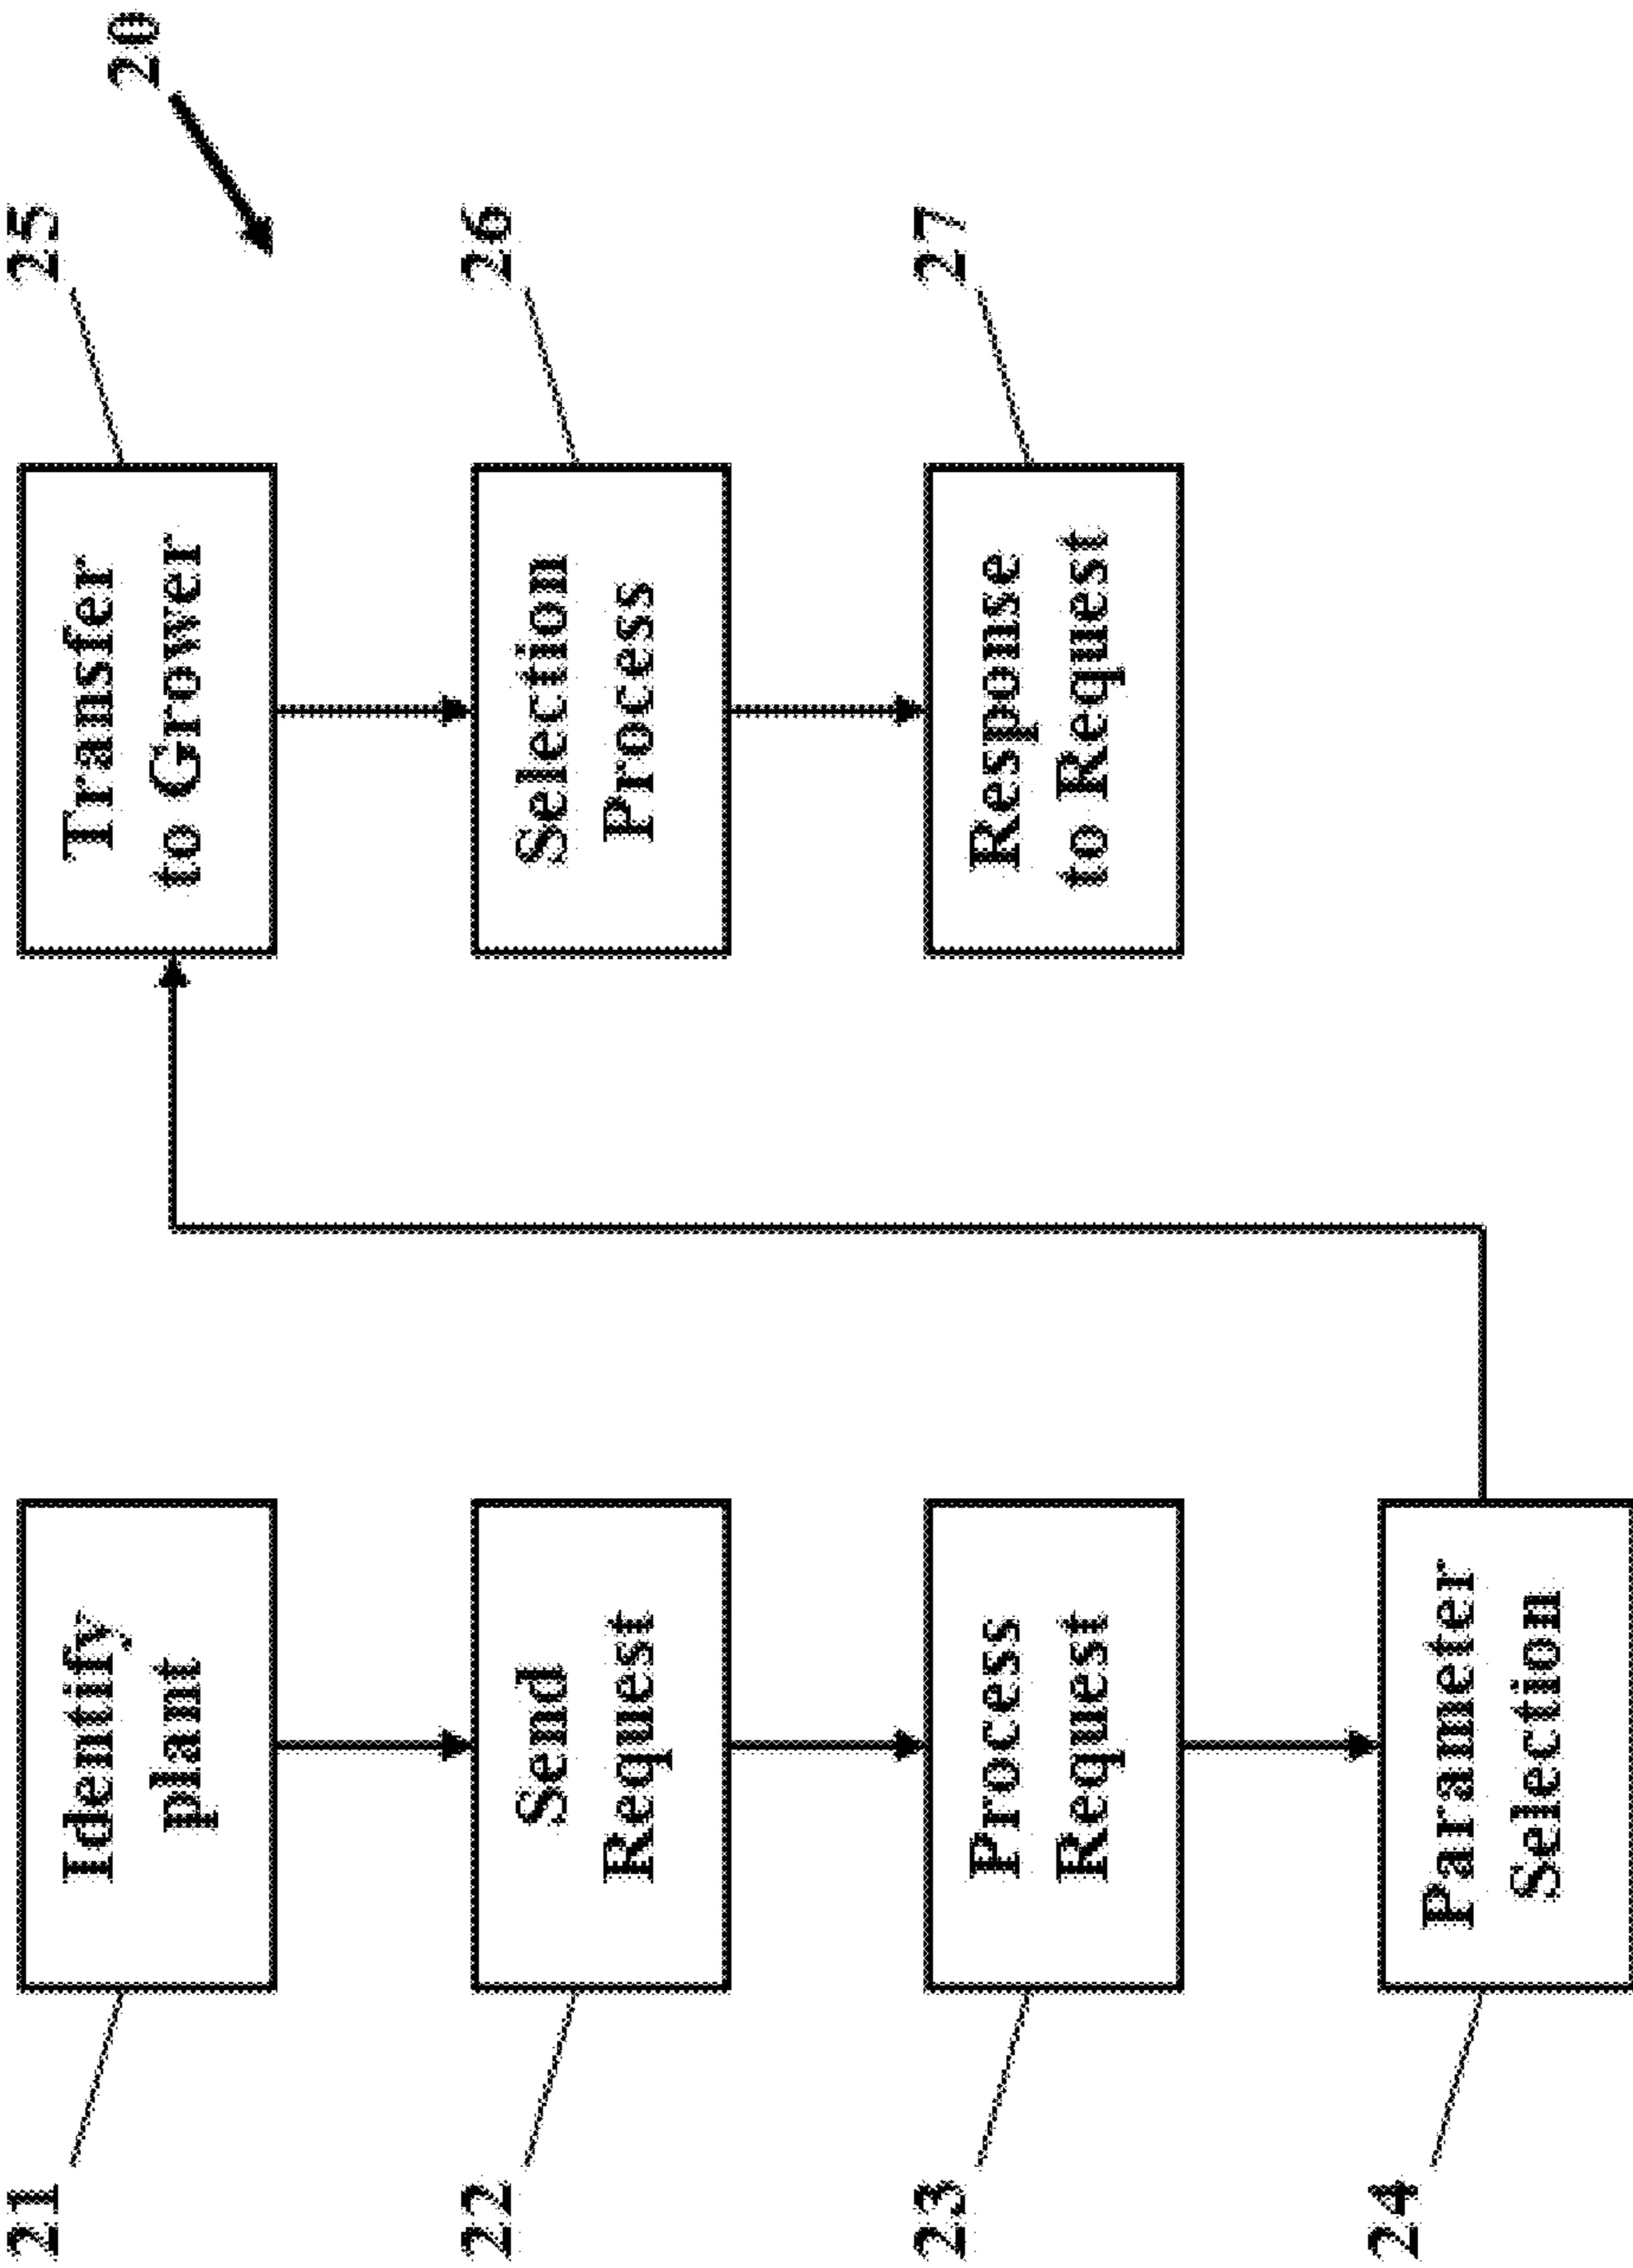 20
21
Identify
plant
22
Send
Request
23
Process
Request
24
Parameter
Selection
25
Transfer
to Grower
26
Selection
Process
27
Response
to Request